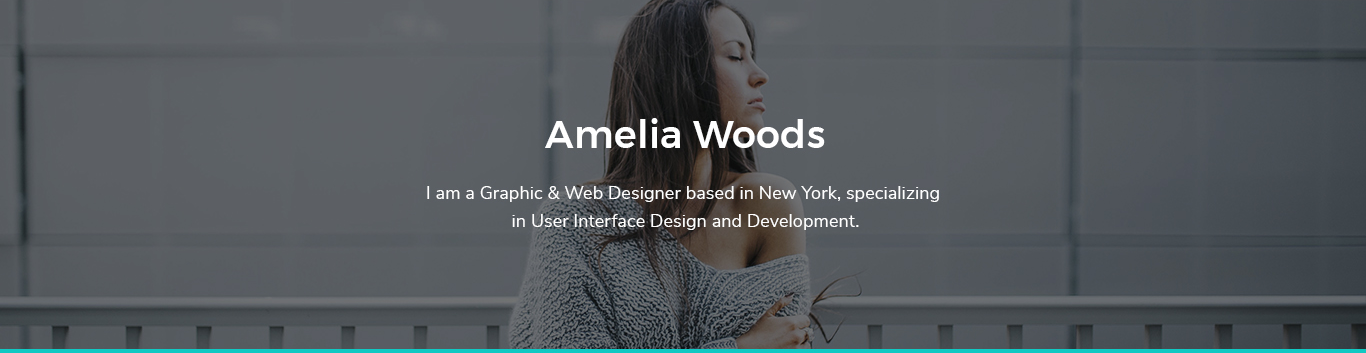 Amelia Woods
I am a Graphic & Web Designer based in New York, specializing
in User Interface Design and Development.